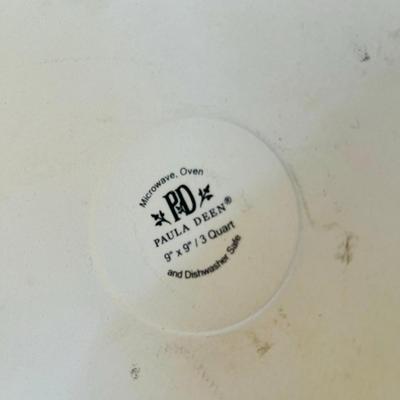 Microwave, Oven
PD
PAULA DEEN®
9" x 9" / 3 Quart
and Dishwasher Safe